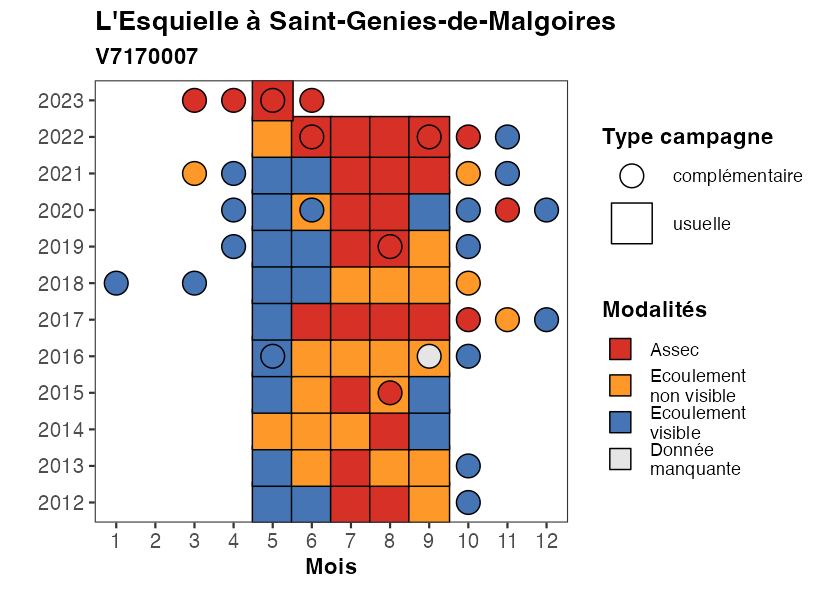 L'Esquielle à Saint-Genies-de-Malgoires
V7170007
2023
2022
2021
2020
2019
2018
2017
2016
2015
2014
2013
2012
1 2 3 4 5 6 7 8 9 10 11 12
Mois
Type campagne
complémentaire
usuelle
Modalités
Assec
Ecoulement
non visible
Ecoulement
visible
Donnée
manquante